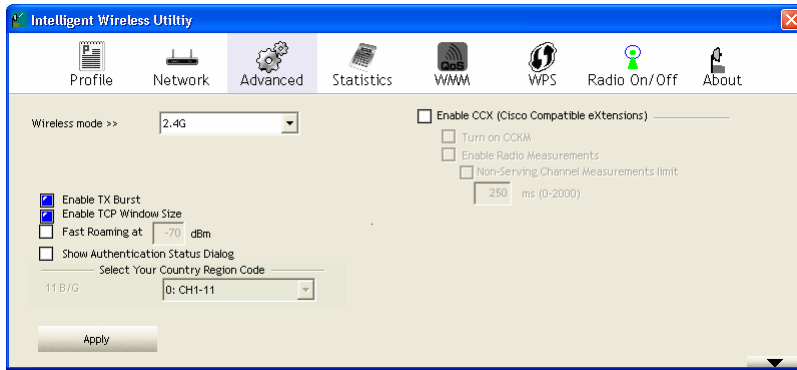 Intelligent Wireless Utiltiy
Profile Network Advanced Statistics QoS WMM WPS Radio On/Off About
Wireless mode >> 2.4G
Enable TX Burst
Enable TCP Window Size
Fast Roaming at -70 dBm
Show Authentication Status Dialog
Select Your Country Region Code
11 B/G 0: CH1-11
Apply
Enable CCX (Cisco Compatible eXtensions)
Turn on CCKM
Enable Radio Measurements
Non-Serving Channel Measurements limit
250 ms (0-2000)